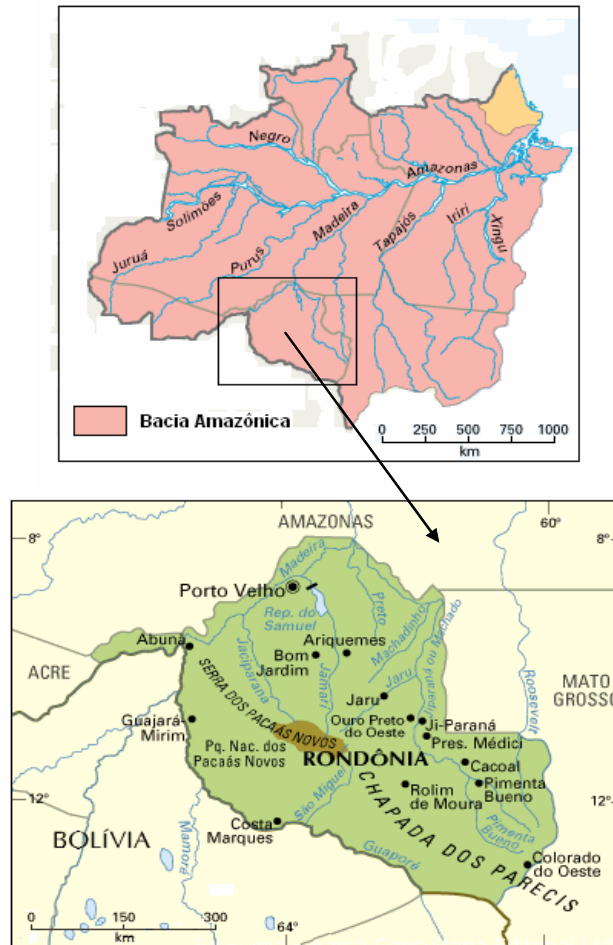 Negro
Amazonas
Solimões
Madeira
Tapajós
Iriri
Xingu
Juruá
Purus
Bacia Amazônica
0 250 500 750 1000
km
AMAZONAS
60°
8°
8°
Madeira
Porto Velho
Rep. do
Samuel
Preto
Machadinho
Jiparaná ou Machado
Abunã
Ariquemes
Bom
Jardim
Jaciparaná
Jamari
ACRE
MATO
GROSSO
Roosevelt
SERRA DOS PACAÁS NOVOS
Jaru
Jaru
Guajará-
Mirim
Ouro Preto
do Oeste
Ji-Paraná
Pres. Médici
Pq. Nac. dos
Pacaás Novos
RONDÔNIA
Cacoal
Pimenta
Bueno
Rolim
de Moura
São Miguel
CHAPADA DOS PARECIS
12°
12°
BOLÍVIA
Mamoré
Costa
Marques
Guaporé
Pimenta
Bueno
Colorado
do Oeste
0 150 300
km
64°